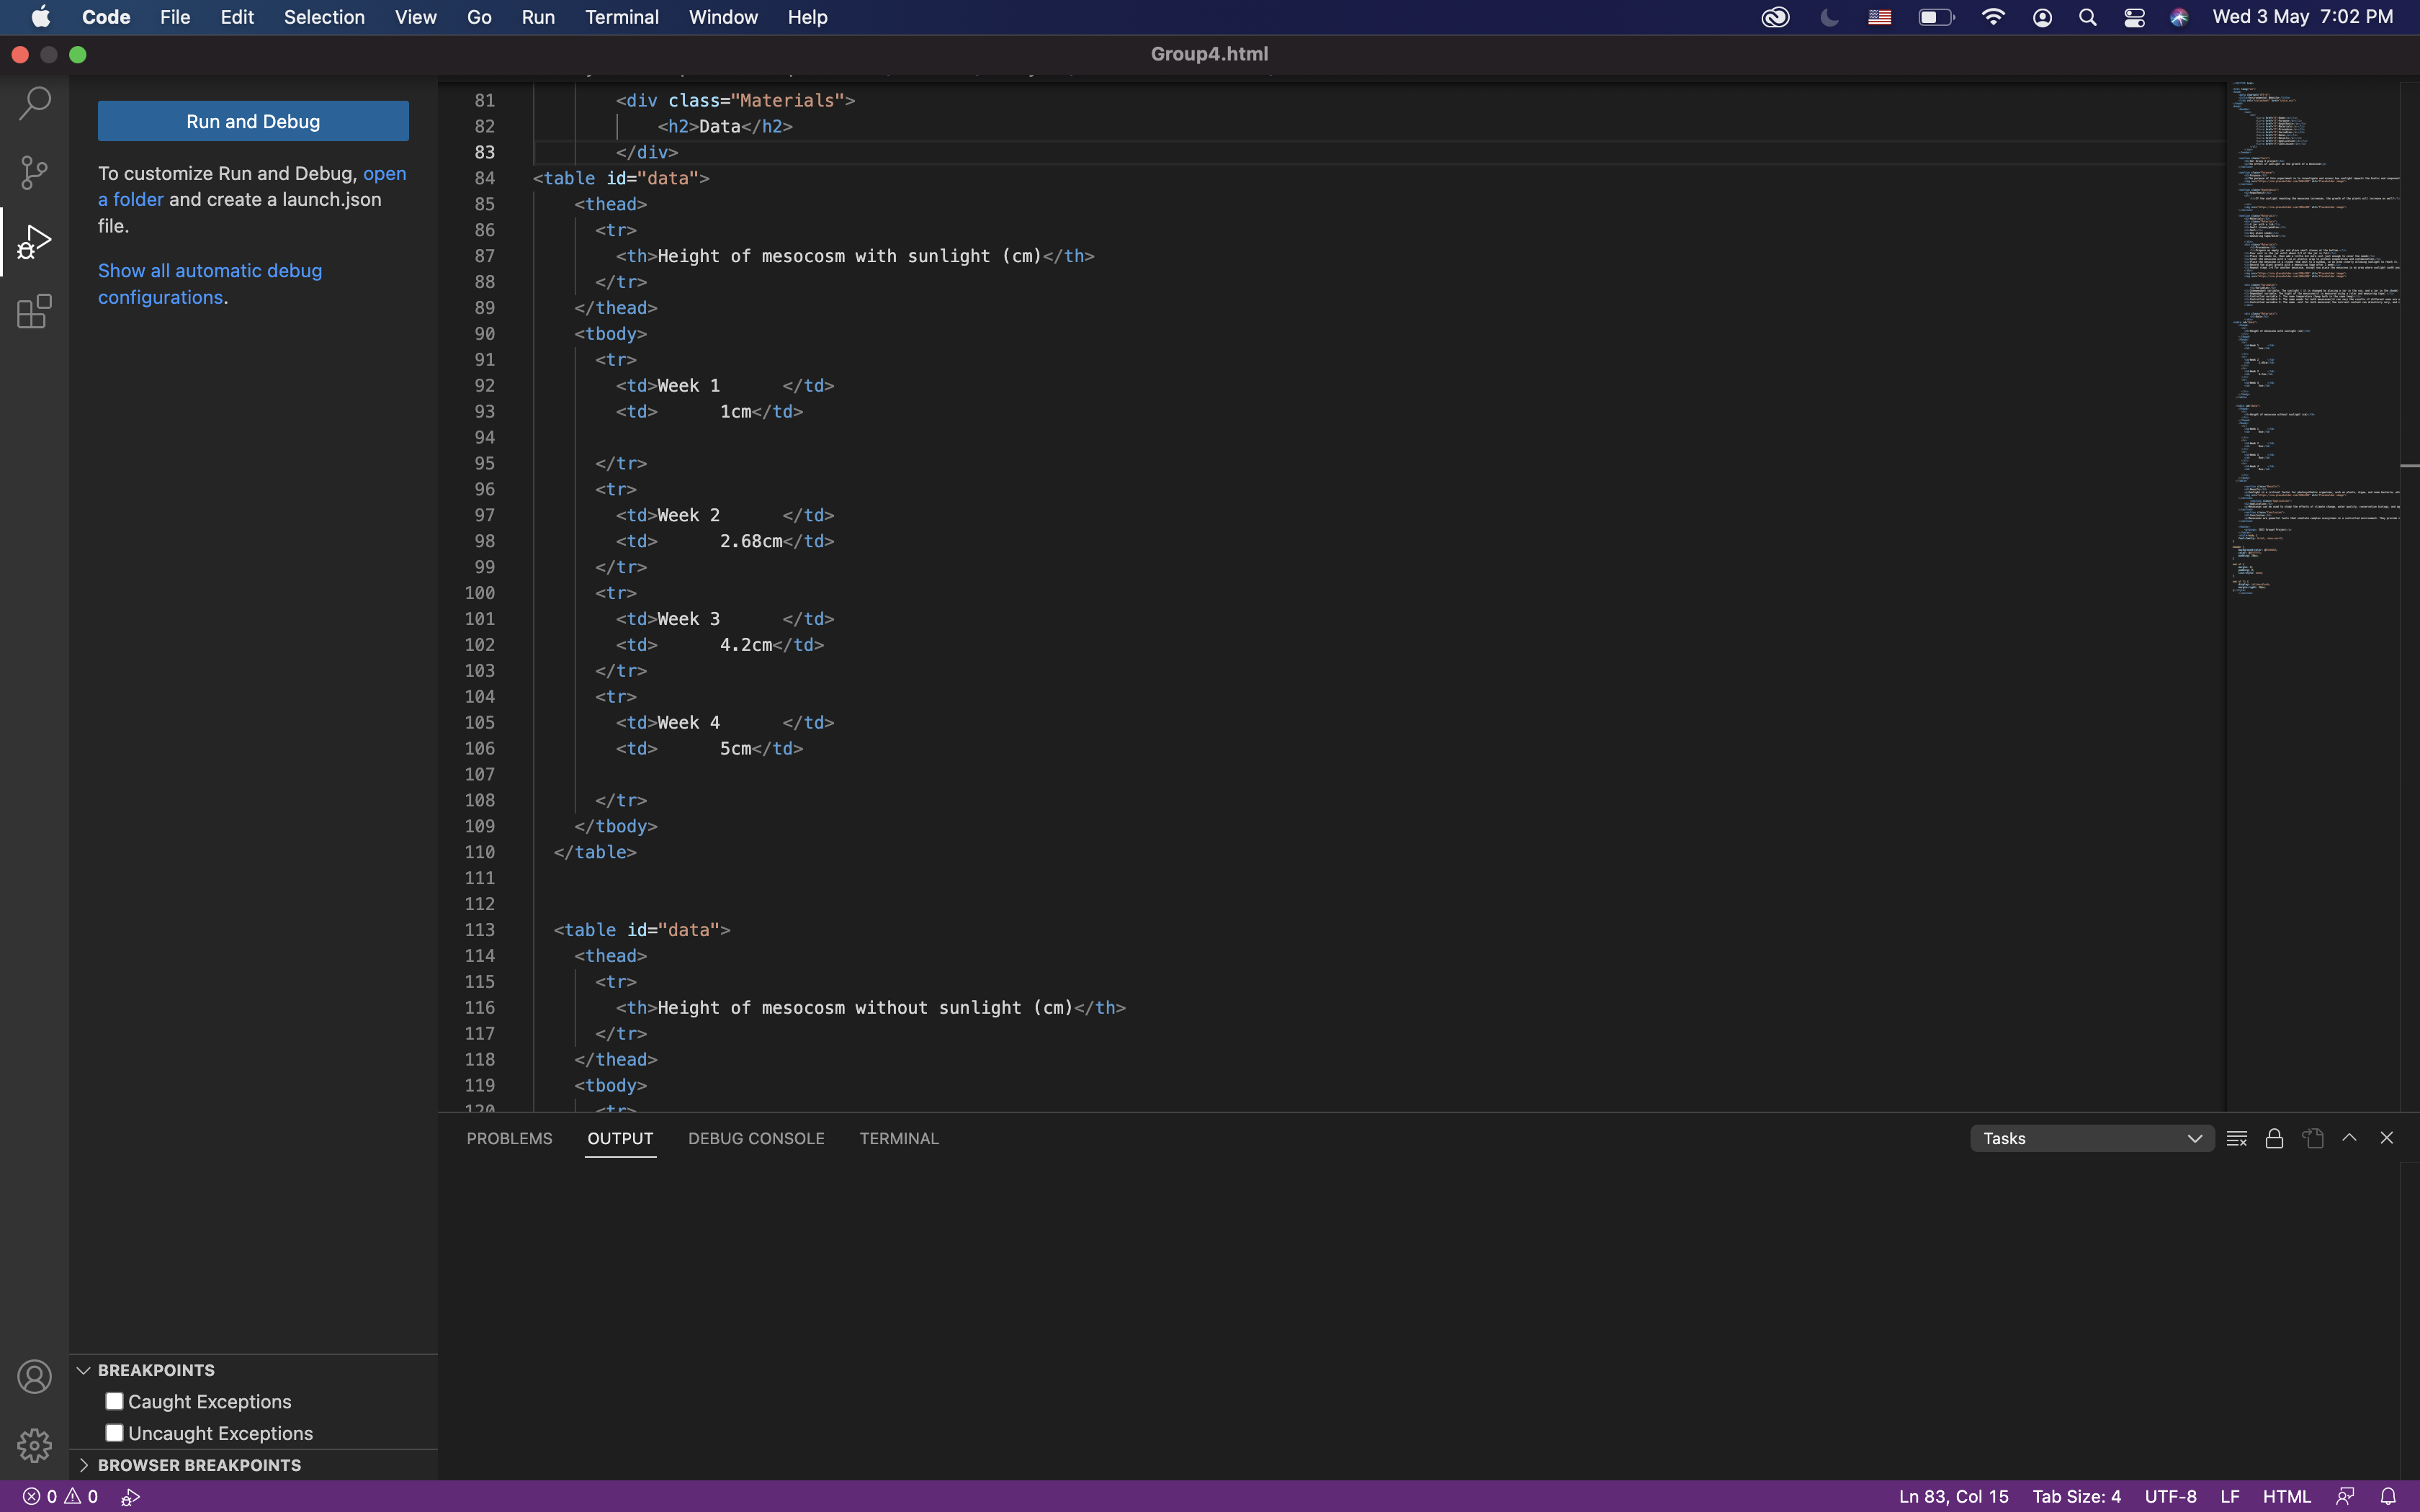 Code File Edit Selection View Go Run Terminal Window Help Wed 3 May 7:02 PM
Group4.html
Run and Debug
To customize Run and Debug, open
a folder and create a launch.json
file.
Show all automatic debug
configurations.
81 <div class="Materials">
82 <h2>Data</h2>
83 </div>
84 <table id="data">
85 <thead>
86 <tr>
87 <th>Height of mesocosm with sunlight (cm)</th>
88 </tr>
89 </thead>
90 <tbody>
91 <tr>
92 <td>Week 1 </td>
93 <td> 1cm</td>
94
95 </tr>
96 <tr>
97 <td>Week 2 </td>
98 <td> 2.68cm</td>
99 </tr>
100 <tr>
101 <td>Week 3 </td>
102 <td> 4.2cm</td>
103 </tr>
104 <tr>
105 <td>Week 4 </td>
106 <td> 5cm</td>
107
108 </tr>
109 </tbody>
110 </table>
111
112
113 <table id="data">
114 <thead>
115 <tr>
116 <th>Height of mesocosm without sunlight (cm)</th>
117 </tr>
118 </thead>
119 <tbody>
120 <tr>
PROBLEMS OUTPUT DEBUG CONSOLE TERMINAL Tasks
BREAKPOINTS
Caught Exceptions
Uncaught Exceptions
BROWSER BREAKPOINTS
0 0 Ln 83, Col 15 Tab Size: 4 UTF-8 LF HTML